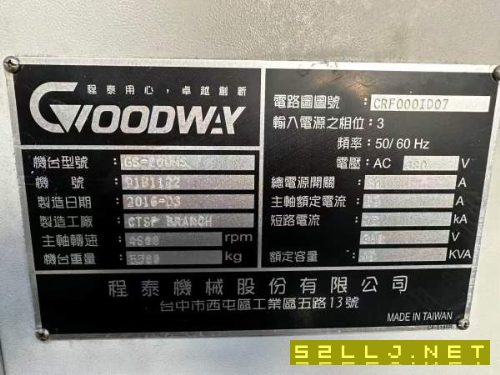 程泰用心,卓越創新
GOODWAY
機台型號
機號
製造日期 2016-03
製造工廠 CTSP BRANCH
主軸轉速 rpm
機台重量 kg
電路圖圖號 CRF000ID07
輸入電源之相位:3
頻率:50/60 Hz
電壓:AC V
總電源開關 A
主軸額定電流 A
短路電流 kA
V
額定容量 KVA
程泰機械股份有限公司
台中市西屯區工業區五路13號
MADE IN TAIWAN
52LLJ.NET